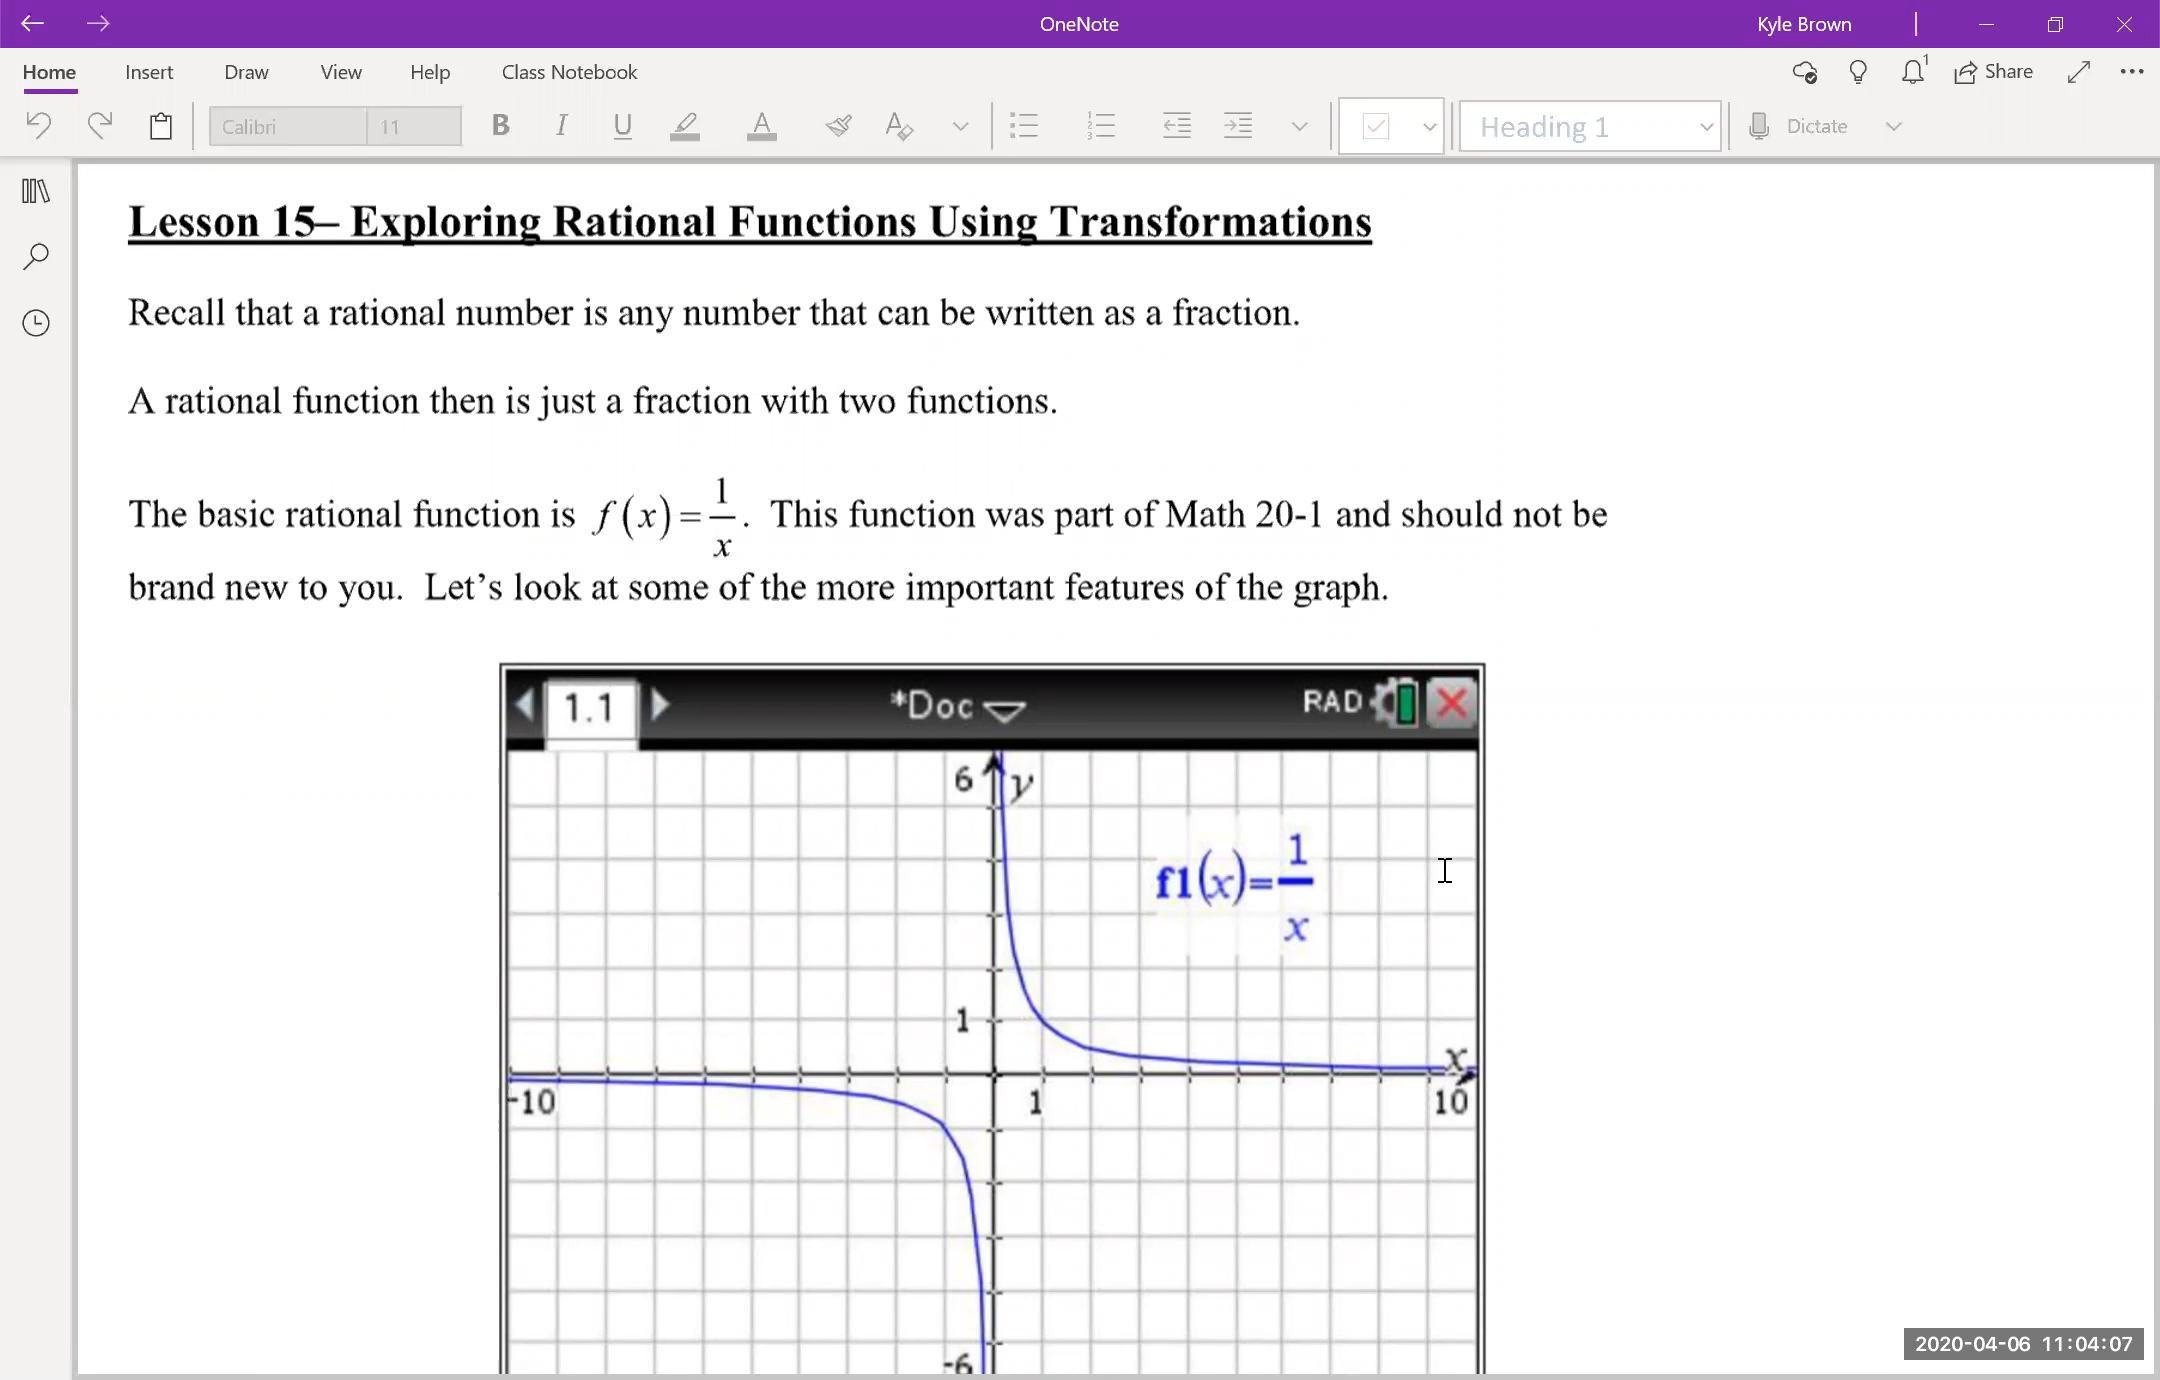 OneNote
Kyle Brown
Home Insert Draw View Help Class Notebook
1
Share
Calibri 11 B I U A A Heading 1 Dictate
Lesson 15– Exploring Rational Functions Using Transformations
Recall that a rational number is any number that can be written as a fraction.
A rational function then is just a fraction with two functions.
The basic rational function is f(x)=1/x. This function was part of Math 20-1 and should not be
brand new to you. Let’s look at some of the more important features of the graph.
1.1 *Doc RAD
6 y
f1(x)=1/x
1
x
-10 1 10
-6
2020-04-06 11:04:07